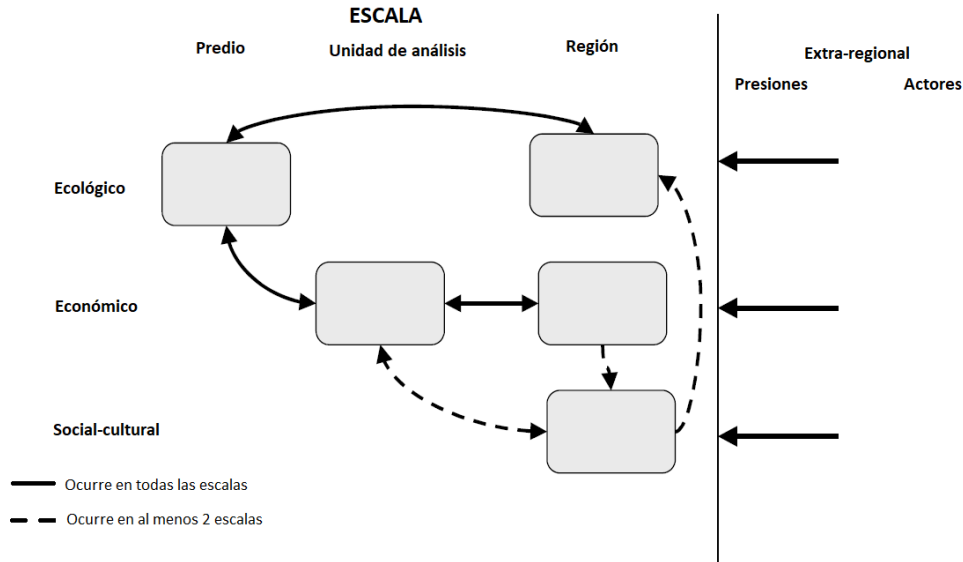 ESCALA
Predio
Unidad de análisis
Región
Extra-regional
Presiones
Actores
Ecológico
Económico
Social-cultural
Ocurre en todas las escalas
Ocurre en al menos 2 escalas